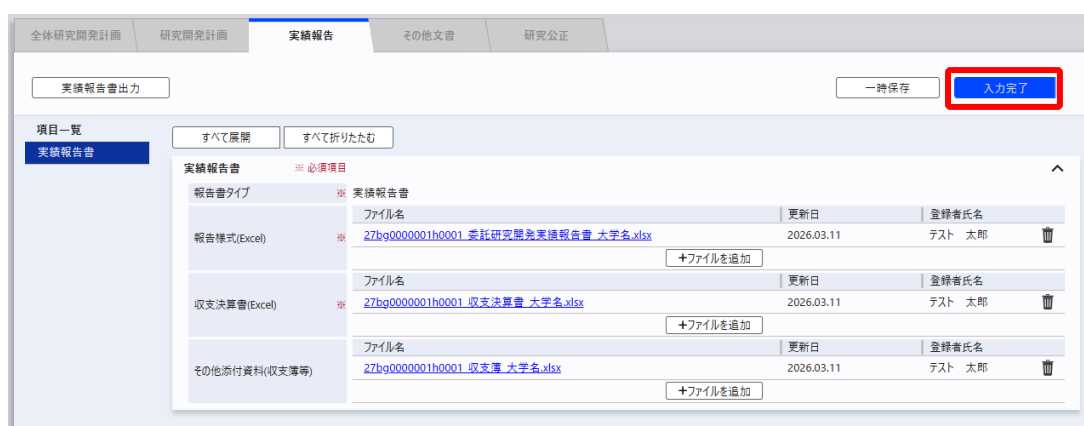 全体研究開発計画 研究開発計画 実績報告 その他文書 研究公正
実績報告書出力 一時保存 入力完了
項目一覧 すべて展開 すべて折りたたむ
実績報告書
実績報告書 ※ 必須項目
報告書タイプ ※ 実績報告書
ファイル名 更新日 登録者氏名
報告様式(Excel) ※ 27bg0000001h0001_委託研究開発実績報告書_大学名.xlsx 2026.03.11 テスト 太郎
+ファイルを追加
ファイル名 更新日 登録者氏名
収支決算書(Excel) ※ 27bg0000001h0001_収支決算書_大学名.xlsx 2026.03.11 テスト 太郎
+ファイルを追加
ファイル名 更新日 登録者氏名
その他添付資料(収支簿等) 27bg0000001h0001_収支簿_大学名.xlsx 2026.03.11 テスト 太郎
+ファイルを追加